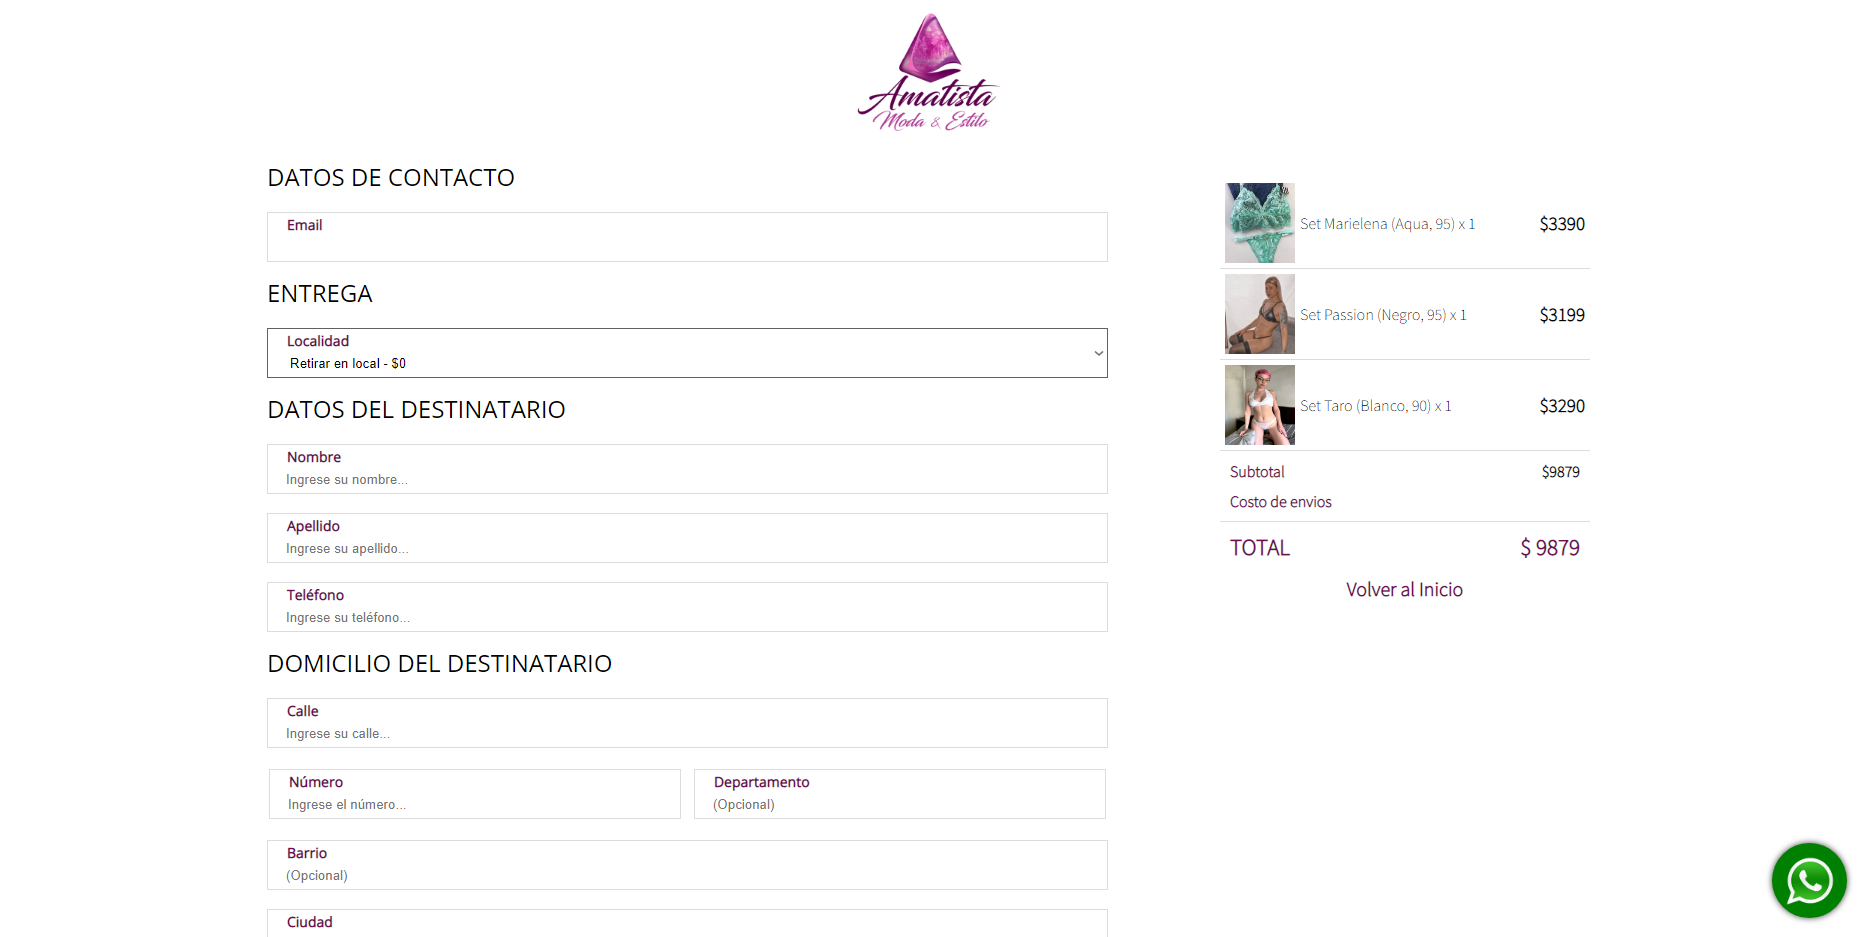 Amatista
Moda & Estilo
DATOS DE CONTACTO
Email
ENTREGA
Localidad
Retirar en local - $0
DATOS DEL DESTINATARIO
Nombre
Ingrese su nombre...
Apellido
Ingrese su apellido...
Teléfono
Ingrese su teléfono...
DOMICILIO DEL DESTINATARIO
Calle
Ingrese su calle...
Número
Ingrese el número...
Departamento
(Opcional)
Barrio
(Opcional)
Ciudad
Set Marielena (Aqua, 95) x 1 $3390
Set Passion (Negro, 95) x 1 $3199
Set Taro (Blanco, 90) x 1 $3290
Subtotal $9879
Costo de envios
TOTAL $ 9879
Volver al Inicio